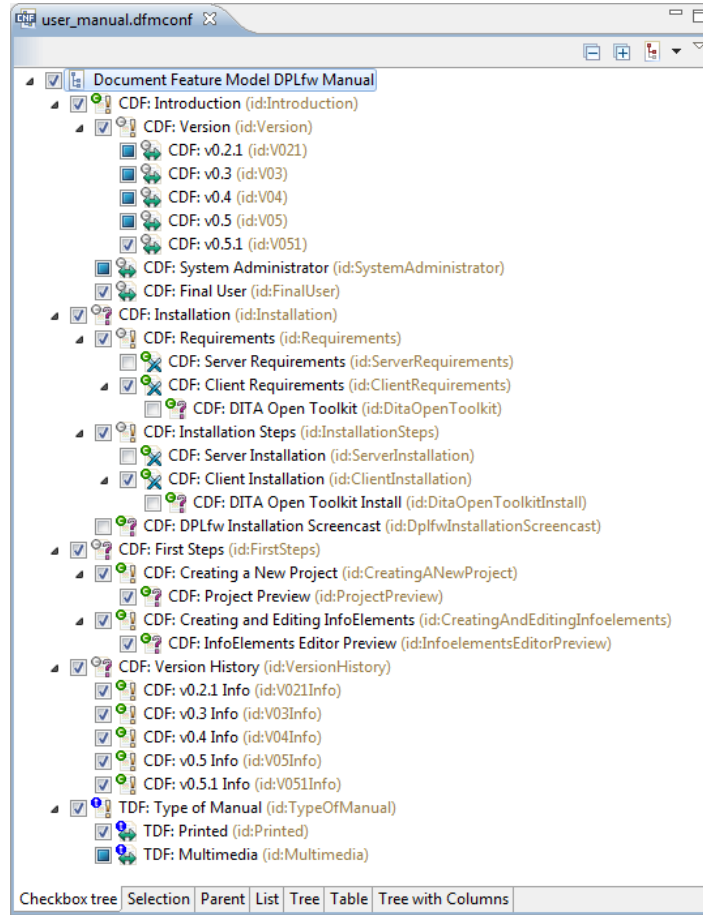 CNF user_manual.dfmconf
Document Feature Model DPLfw Manual
CDF: Introduction (id:Introduction)
CDF: Version (id:Version)
CDF: v0.2.1 (id:V021)
CDF: v0.3 (id:V03)
CDF: v0.4 (id:V04)
CDF: v0.5 (id:V05)
CDF: v0.5.1 (id:V051)
CDF: System Administrator (id:SystemAdministrator)
CDF: Final User (id:FinalUser)
CDF: Installation (id:Installation)
CDF: Requirements (id:Requirements)
CDF: Server Requirements (id:ServerRequirements)
CDF: Client Requirements (id:ClientRequirements)
CDF: DITA Open Toolkit (id:DitaOpenToolkit)
CDF: Installation Steps (id:InstallationSteps)
CDF: Server Installation (id:ServerInstallation)
CDF: Client Installation (id:ClientInstallation)
CDF: DITA Open Toolkit Install (id:DitaOpenToolkitInstall)
CDF: DPLfw Installation Screencast (id:DplfwInstallationScreencast)
CDF: First Steps (id:FirstSteps)
CDF: Creating a New Project (id:CreatingANewProject)
CDF: Project Preview (id:ProjectPreview)
CDF: Creating and Editing InfoElements (id:CreatingAndEditingInfoelements)
CDF: InfoElements Editor Preview (id:InfoelementsEditorPreview)
CDF: Version History (id:VersionHistory)
CDF: v0.2.1 Info (id:V021Info)
CDF: v0.3 Info (id:V03Info)
CDF: v0.4 Info (id:V04Info)
CDF: v0.5 Info (id:V05Info)
CDF: v0.5.1 Info (id:V051Info)
TDF: Type of Manual (id:TypeOfManual)
TDF: Printed (id:Printed)
TDF: Multimedia (id:Multimedia)
Checkbox tree Selection Parent List Tree Table Tree with Columns